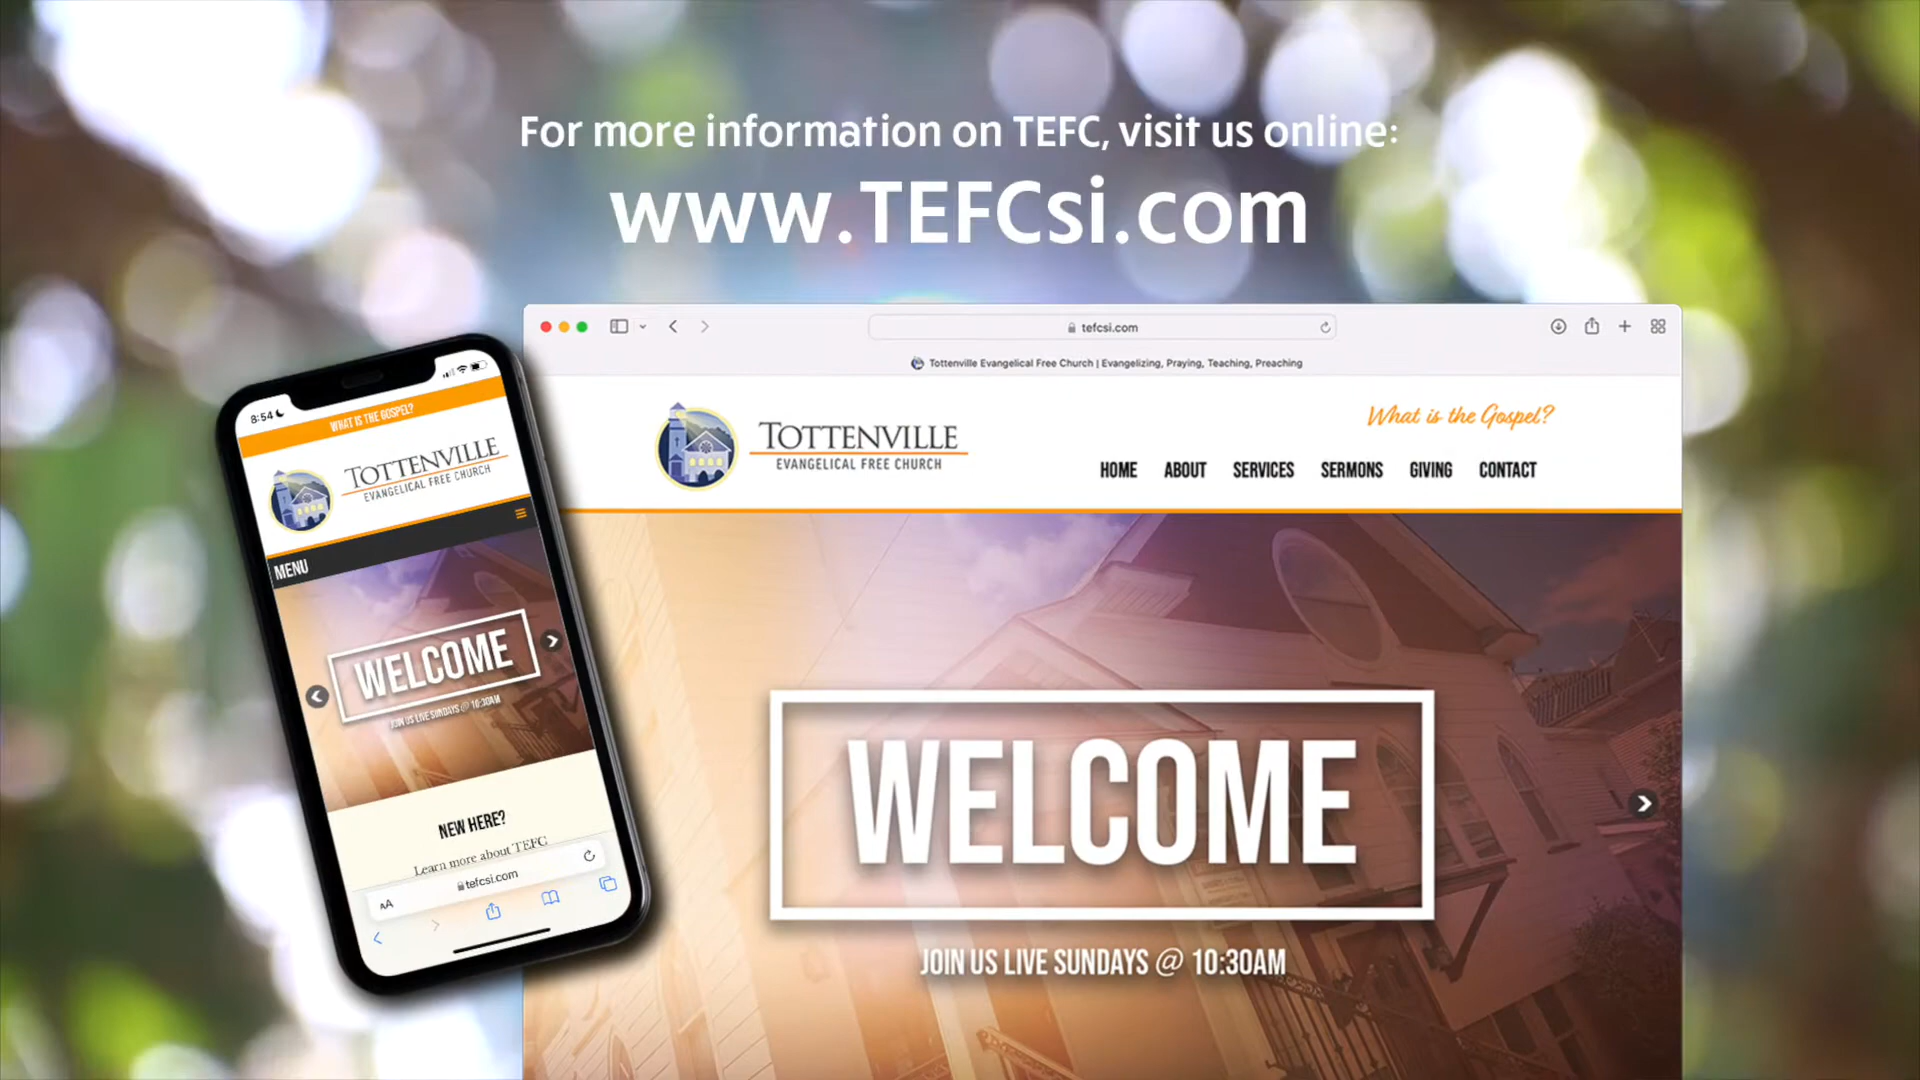 For more information on TEFC, visit us online:
www.TEFCsi.com
tefcsi.com
Tottenville Evangelical Free Church | Evangelizing, Praying, Teaching, Preaching
TOTTENVILLE
EVANGELICAL FREE CHURCH
What is the Gospel?
HOME ABOUT SERVICES SERMONS GIVING CONTACT
WELCOME
JOIN US LIVE SUNDAYS @ 10:30AM
8:54
WHAT IS THE GOSPEL?
TOTTENVILLE
EVANGELICAL FREE CHURCH
MENU
WELCOME
JOIN US LIVE SUNDAYS @ 10:30AM
NEW HERE?
Learn more about TEFC
AA tefcsi.com